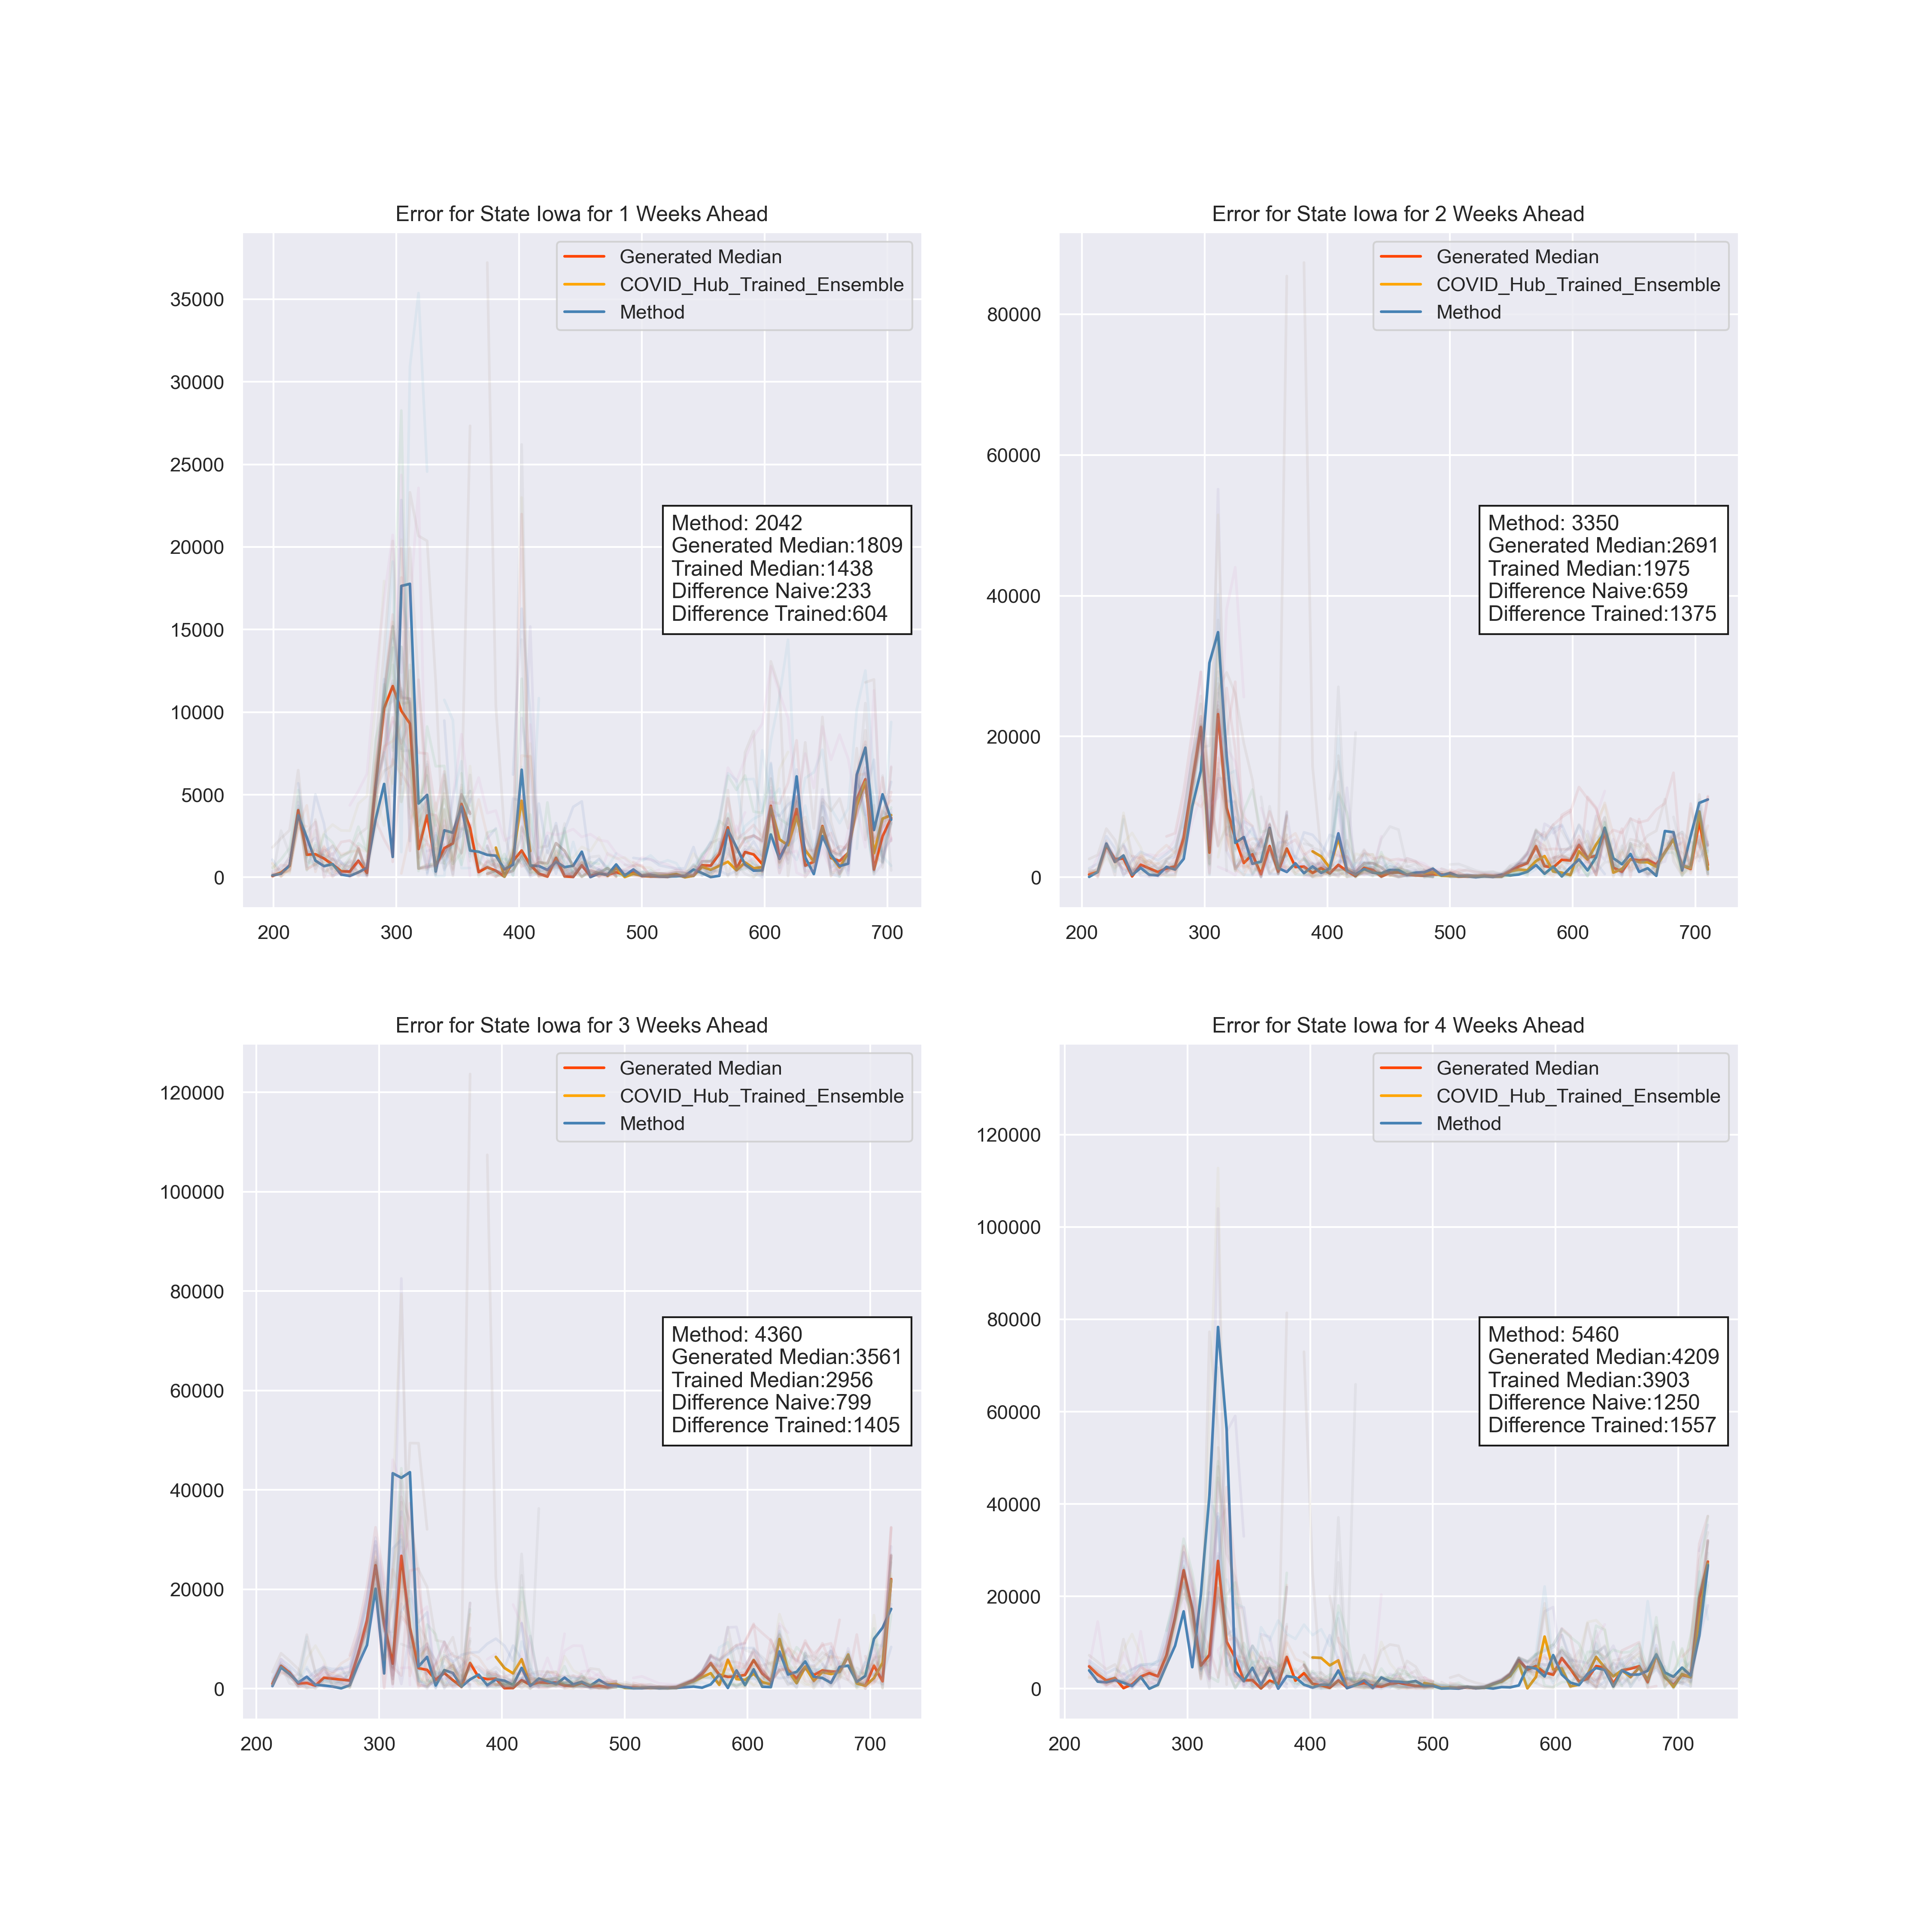 Error for State Iowa for 1 Weeks Ahead
Generated Median
COVID_Hub_Trained_Ensemble
Method
35000
30000
25000
20000
15000
10000
5000
0
Method: 2042
Generated Median:1809
Trained Median:1438
Difference Naive:233
Difference Trained:604
200 300 400 500 600 700
Error for State Iowa for 2 Weeks Ahead
Generated Median
COVID_Hub_Trained_Ensemble
Method
80000
60000
40000
20000
0
Method: 3350
Generated Median:2691
Trained Median:1975
Difference Naive:659
Difference Trained:1375
200 300 400 500 600 700
Error for State Iowa for 3 Weeks Ahead
Generated Median
COVID_Hub_Trained_Ensemble
Method
120000
100000
80000
60000
40000
20000
0
Method: 4360
Generated Median:3561
Trained Median:2956
Difference Naive:799
Difference Trained:1405
200 300 400 500 600 700
Error for State Iowa for 4 Weeks Ahead
Generated Median
COVID_Hub_Trained_Ensemble
Method
120000
100000
80000
60000
40000
20000
0
Method: 5460
Generated Median:4209
Trained Median:3903
Difference Naive:1250
Difference Trained:1557
200 300 400 500 600 700